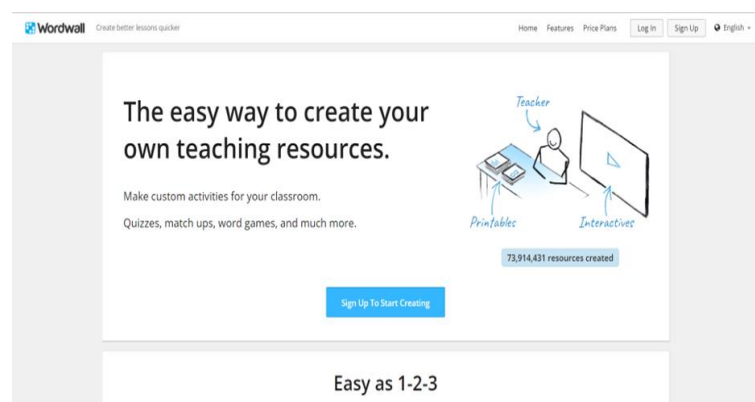 Wordwall Create better lessons quicker Home Features Price Plans Log In Sign Up English
The easy way to create your
own teaching resources.
Make custom activities for your classroom.
Quizzes, match ups, word games, and much more.
Teacher
Printables Interactives
73,914,431 resources created
Sign Up To Start Creating
Easy as 1-2-3